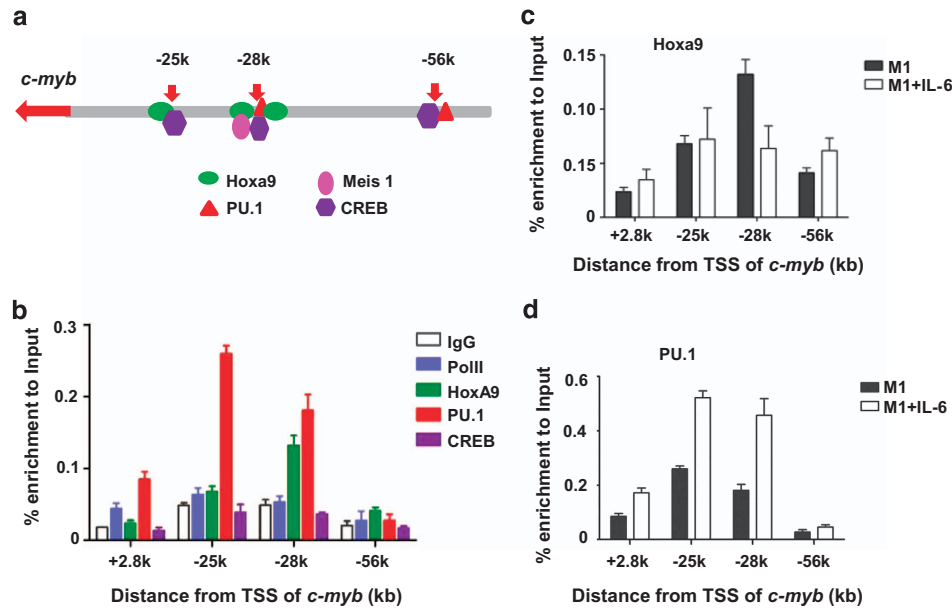 a
-25k -28k -56k
c-myb
Hoxa9 Meis 1
PU.1 CREB
b
% enrichment to Input
0.3
0.2
0.1
0
IgG
PolII
HoxA9
PU.1
CREB
+2.8k -25k -28k -56k
Distance from TSS of c-myb (kb)
c
Hoxa9
% enrichment to Input
0.15
0.10
0.15
0
M1
M1+IL-6
+2.8k -25k -28k -56k
Distance from TSS of c-myb (kb)
d
PU.1
% enrichment to Input
0.6
0.4
0.2
0
M1
M1+IL-6
+2.8k -25k -28k -56k
Distance from TSS of c-myb (kb)